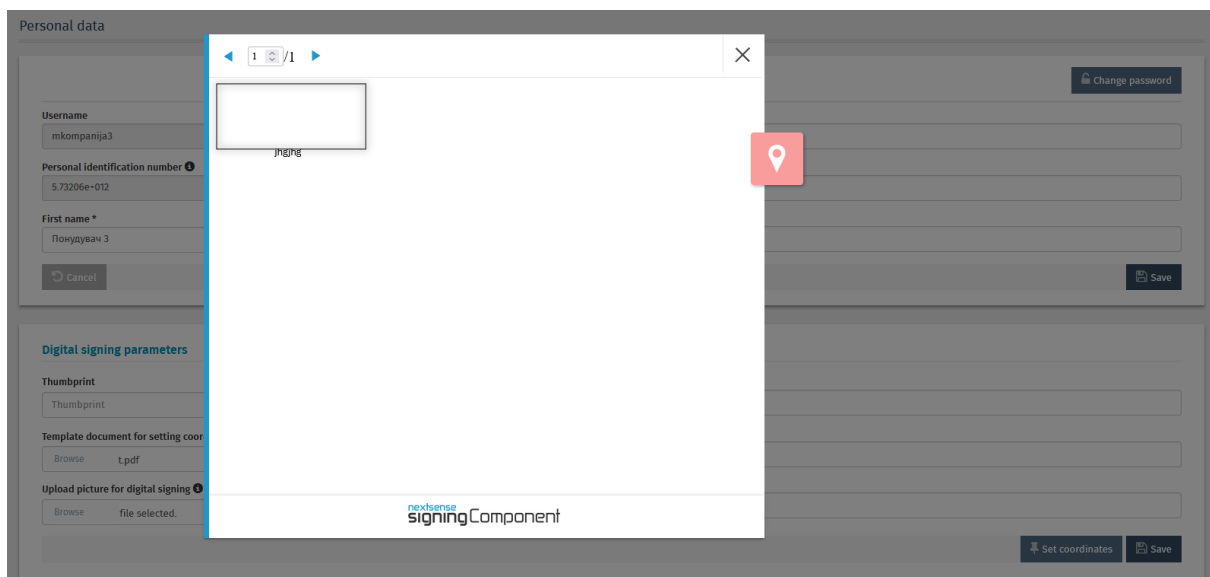 Personal data
1 /1
Change password
Username
mkompanija3
Personal identification number
5.73206e+012
First name *
Понудувач 3
Cancel
Save
jhgjhg
Digital signing parameters
Thumbprint
Thumbprint
Template document for setting coor
Browse t.pdf
Upload picture for digital signing
Browse file selected.
nextsense
signingComponent
Set coordinates Save